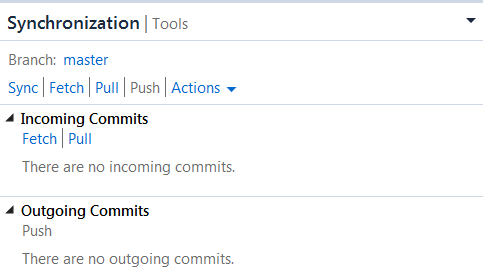 Synchronization | Tools
Branch: master
Sync | Fetch | Pull | Push | Actions
Incoming Commits
Fetch | Pull
There are no incoming commits.
Outgoing Commits
Push
There are no outgoing commits.